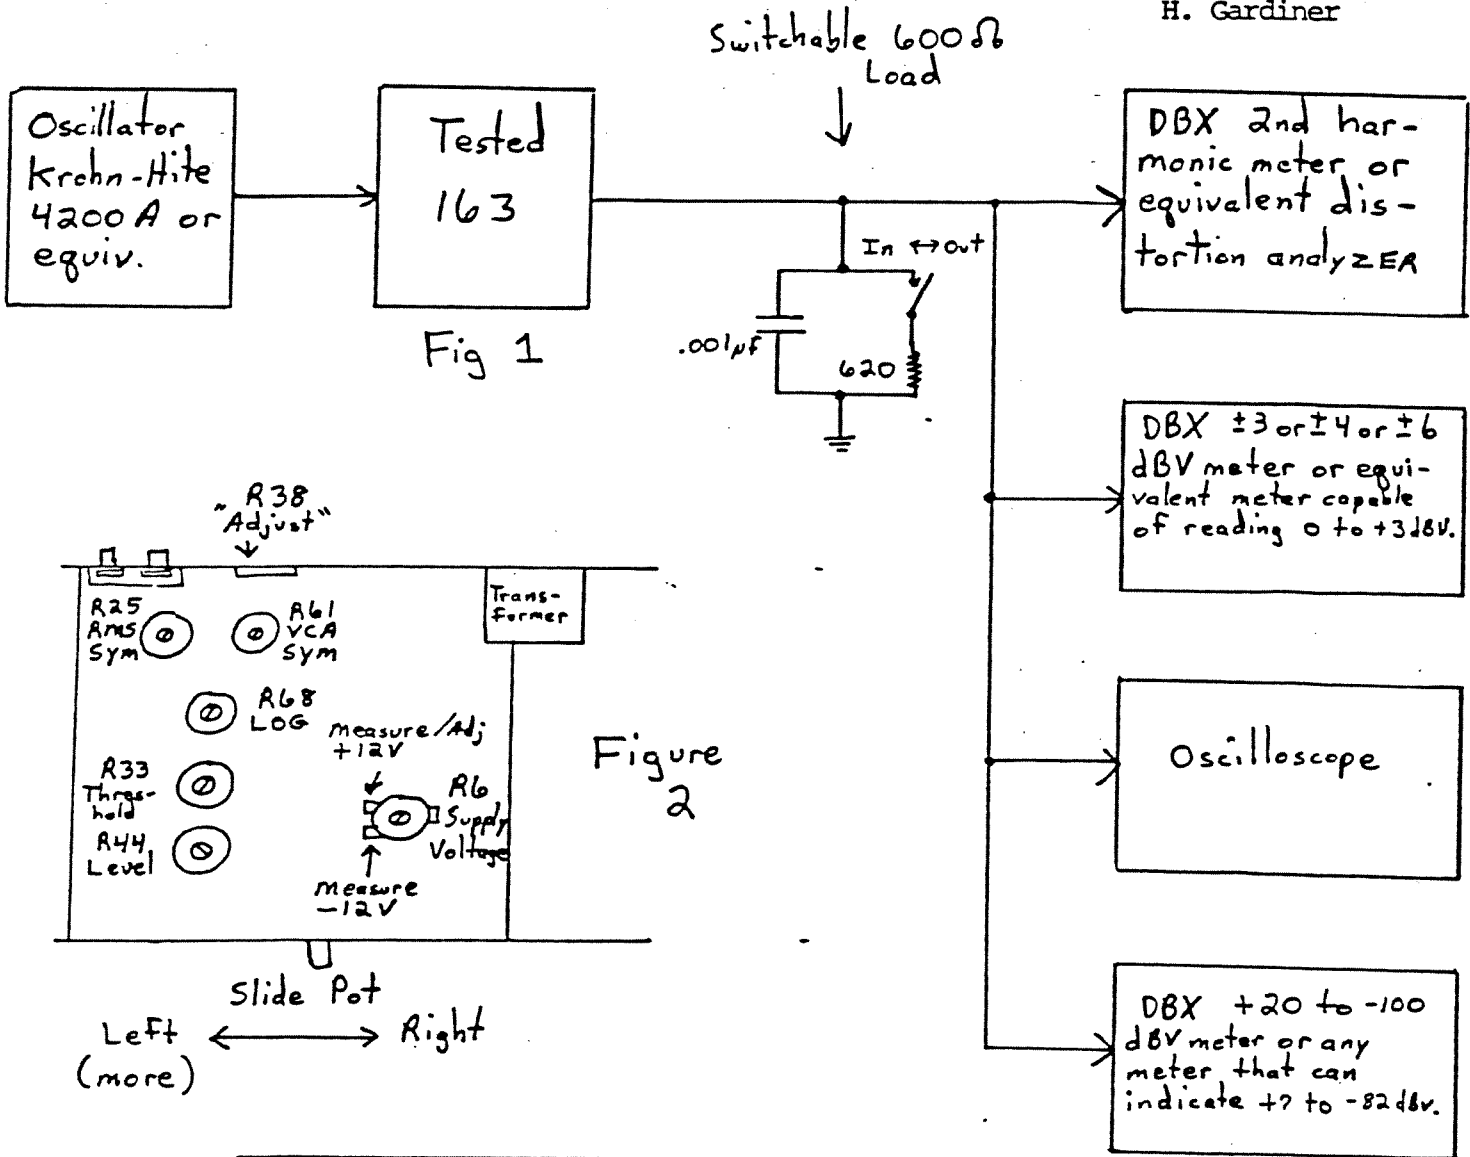 H. Gardiner
Switchable 600Ω
Load
Oscillator
Krohn-Hite
4200A or
equiv.
Tested
163
Fig 1
In ↔ out
.001μf
620
DBX 2nd har-
monic meter or
equivalent dis-
tortion analyzER
DBX ±3 or ±4 or ±6
dBV meter or equi-
valent meter capable
of reading 0 to +3dBV.
Oscilloscope
DBX +20 to -100
dBV meter or any
meter that can
indicate +7 to -82 dBv.
R38
"Adjust"
R25
Rms
Sym
R61
VCA
Sym
Trans-
former
R68
LOG
measure/Adj
+12V
R33
Thres-
hold
R6
Supply
Voltage
R44
Level
measure
-12V
Figure
2
Slide Pot
Left ↔ Right
(more)